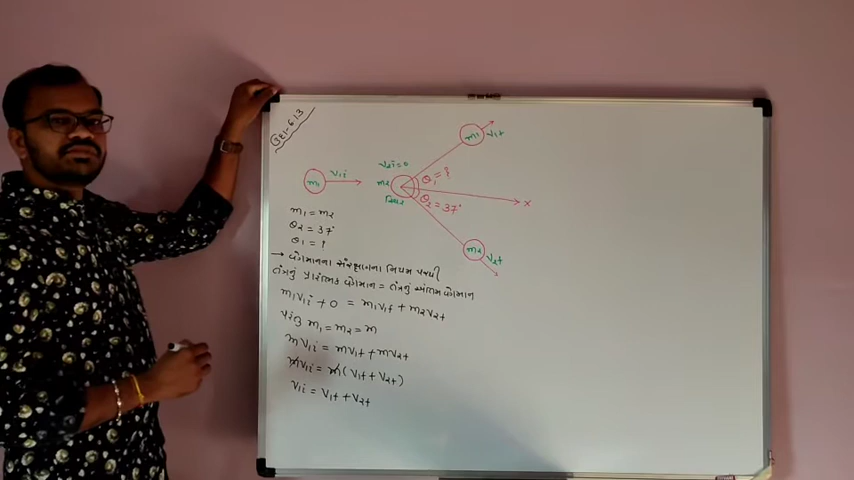 GEI-6.13
m₁ v₁i
v₂i=0
m₂
θ₁=?
m₁ v₁f
x
θ₂=37°
m₂ v₂f
m₁=m₂
θ₂=37°
θ₁=?
→ વેગમાનના સંરક્ષણના નિયમ પરથી
તંત્રનું પ્રારંભિક વેગમાન = તંત્રનું અંતિમ વેગમાન
m₁v₁i+0 = m₁v₁f+m₂v₂f
પરંતુ m₁=m₂=m
mv₁i = mv₁f+mv₂f
mv₁i = m(v₁f+v₂f)
v₁i = v₁f+v₂f